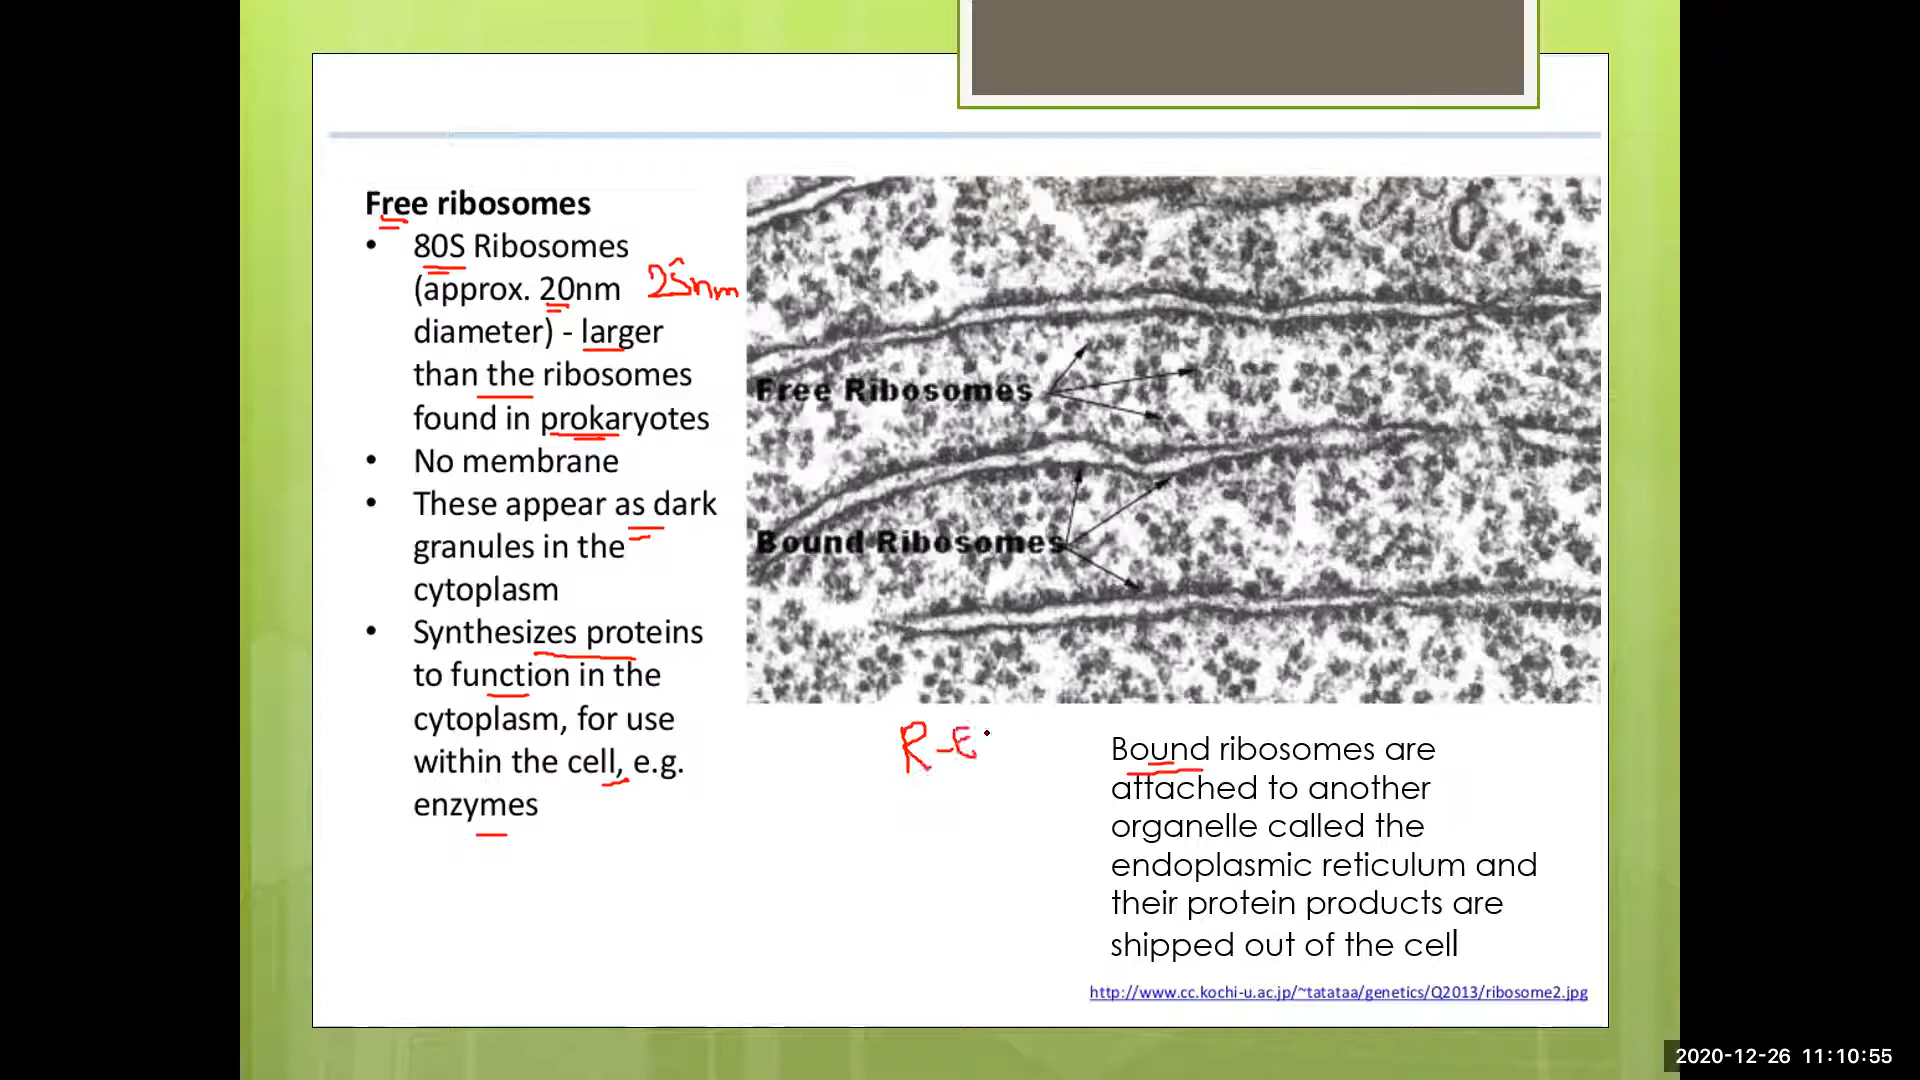 Free ribosomes
• 80S Ribosomes
(approx. 20nm 25nm
diameter) - larger
than the ribosomes
found in prokaryotes
• No membrane
• These appear as dark
granules in the
cytoplasm
• Synthesizes proteins
to function in the
cytoplasm, for use
within the cell, e.g.
enzymes
Free Ribosomes
Bound Ribosomes
R-E
Bound ribosomes are
attached to another
organelle called the
endoplasmic reticulum and
their protein products are
shipped out of the cell
http://www.cc.kochi-u.ac.jp/~tatataa/genetics/Q2013/ribosome2.jpg
2020-12-26 11:10:55